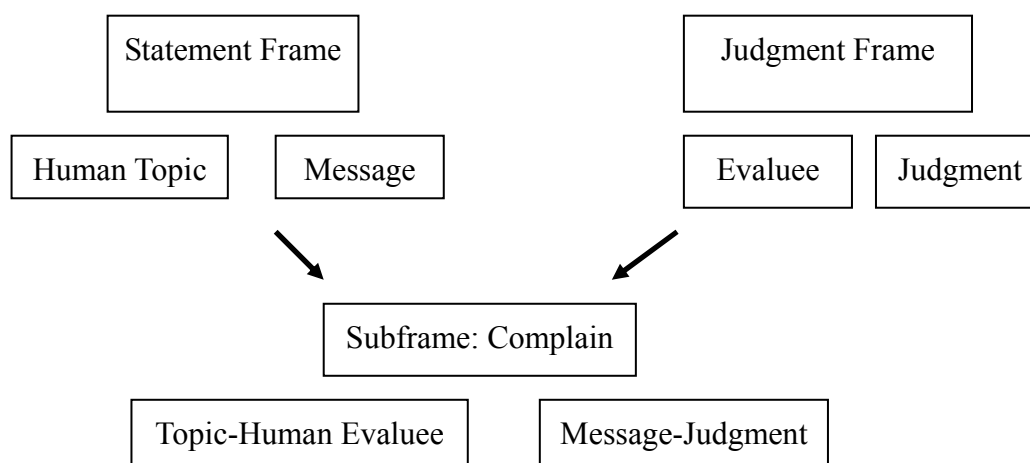 Statement Frame
Judgment Frame
Human Topic
Message
Evaluee
Judgment
Subframe: Complain
Topic-Human Evaluee
Message-Judgment